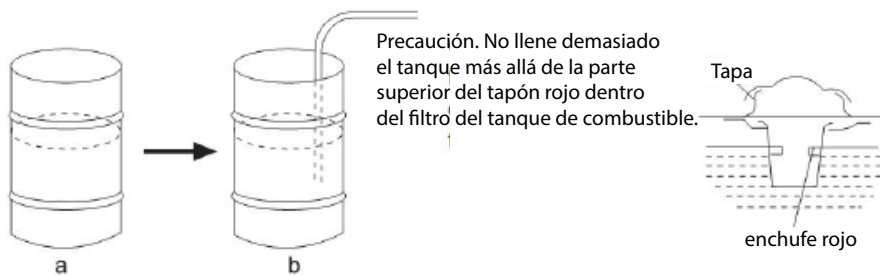 Precaución. No llene demasiado
el tanque más allá de la parte
superior del tapón rojo dentro
del filtro del tanque de combustible.
Tapa
enchufe rojo
a
b